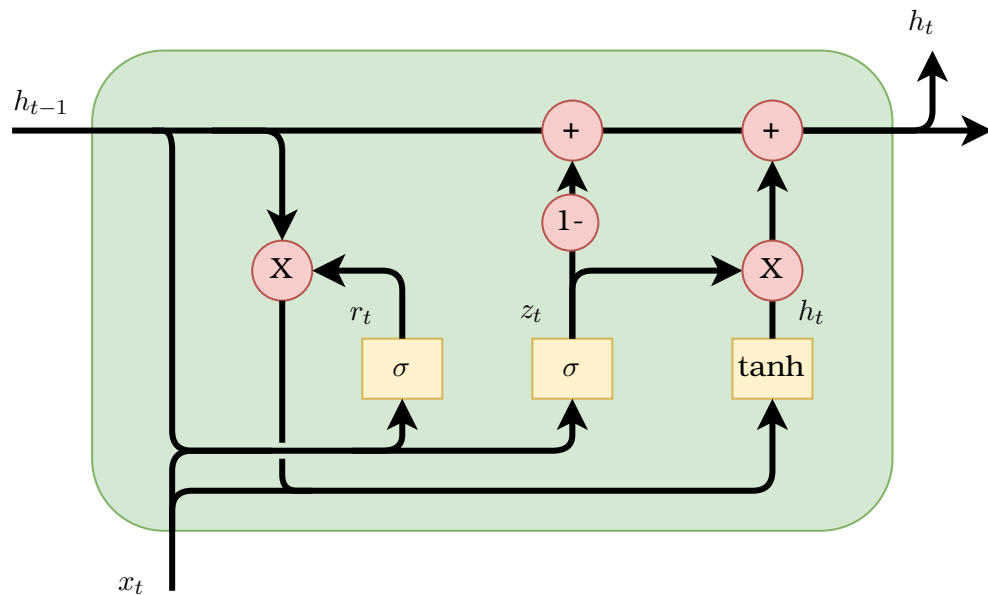 h_t
h_{t−1}
+ +
1-
X X
r_t z_t h_t
σ σ tanh
x_t